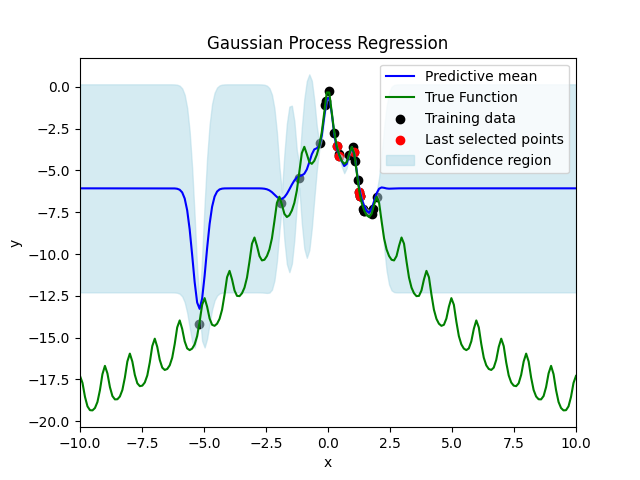 Gaussian Process Regression
Predictive mean
True Function
Training data
Last selected points
Confidence region
y
0.0
−2.5
−5.0
−7.5
−10.0
−12.5
−15.0
−17.5
−20.0
−10.0 −7.5 −5.0 −2.5 0.0 2.5 5.0 7.5 10.0
x